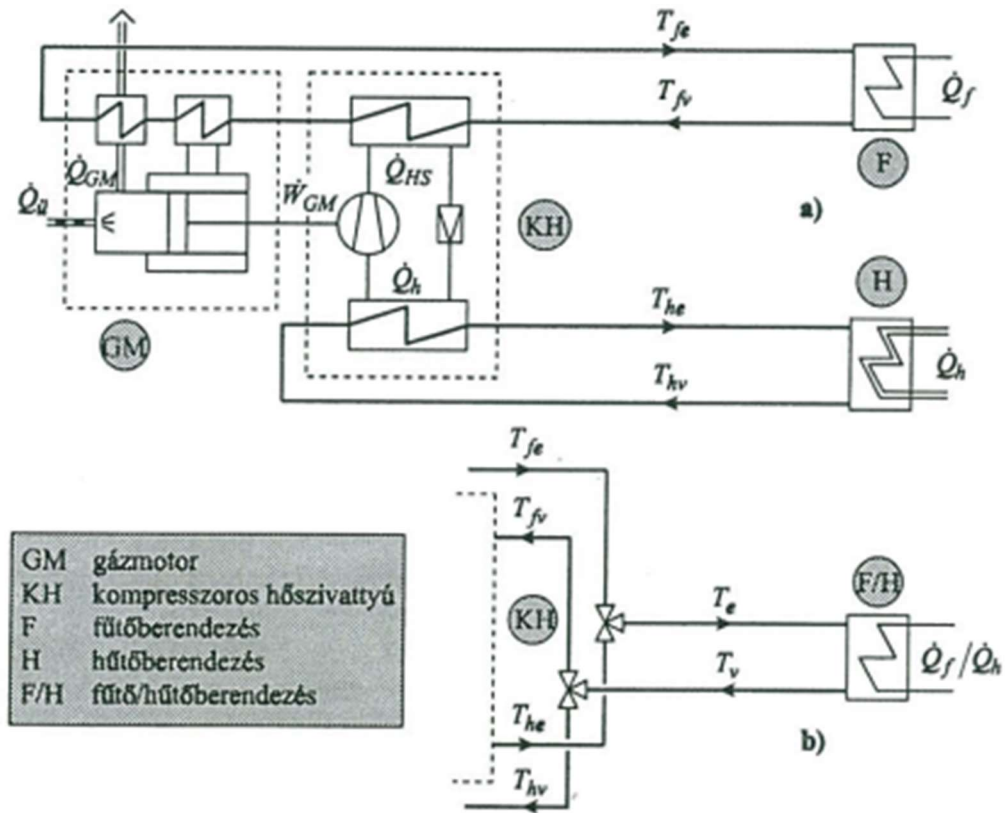 T_fe
T_fv
Q̇_f
F
a)
Q̇_GM
Q̇_ü
Ẇ_GM
Q̇_HS
KH
Q̇_h
GM
T_he
T_hv
H
Q̇_h
T_fe
T_fv
KH
T_he
T_hv
T_e
T_v
F/H
Q̇_f/Q̇_h
b)
GM gázmotor
KH kompresszoros hőszivattyú
F fűtőberendezés
H hűtőberendezés
F/H fűtő/hűtőberendezés